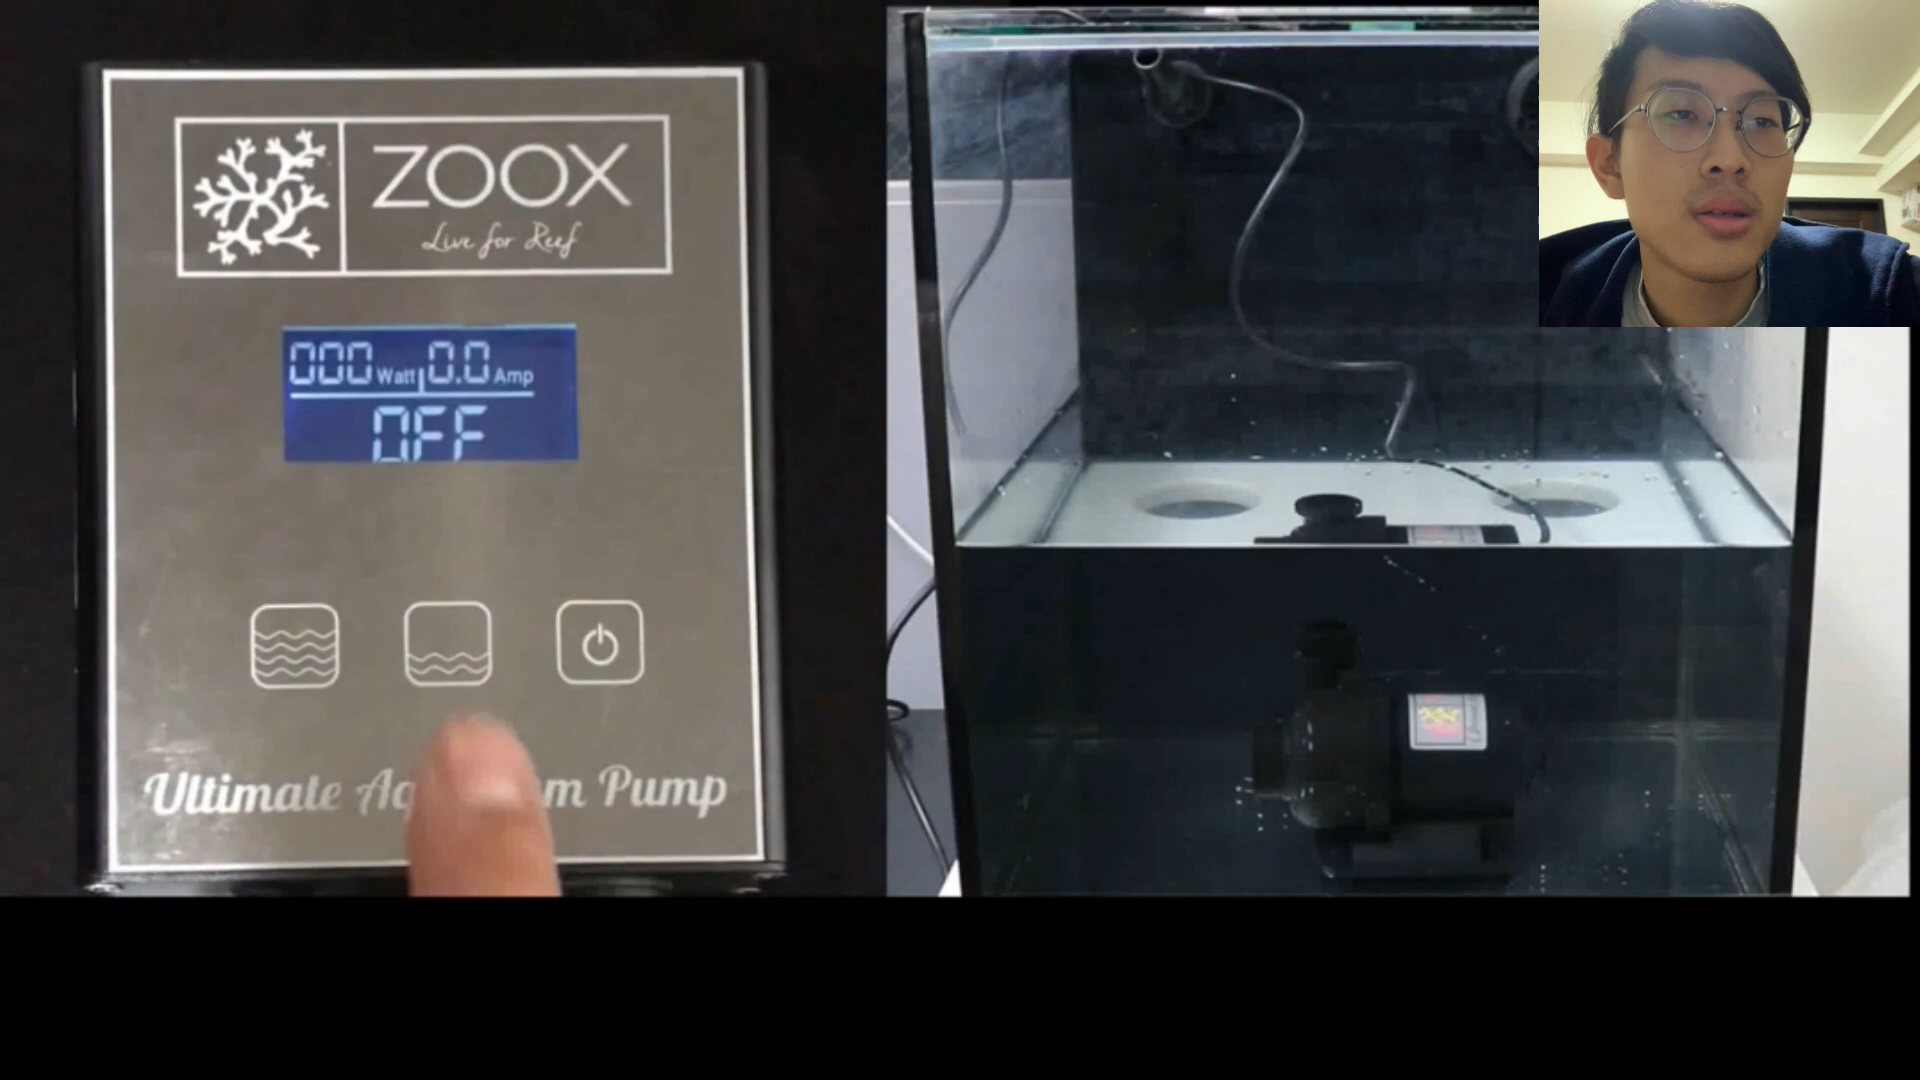 ZOOX
Live for Reef
000 Watt 0.0 Amp
OFF
Ultimate Pump